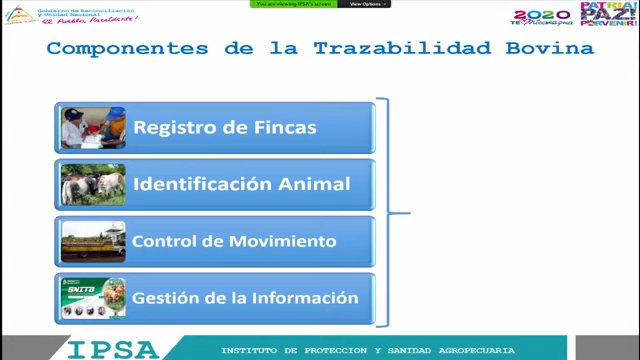 Gobierno de Reconciliación
y Unidad Nacional
El Pueblo, Presidente!
You are viewing IPSA's screen
View Options
2020
PATRIA!
PAZ!
PORVENIR!
Componentes de la Trazabilidad Bovina
Registro de Fincas
Identificación Animal
Control de Movimiento
SNITB
Gestión de la Información
IPSA
INSTITUTO DE PROTECCION Y SANIDAD AGROPECUARIA